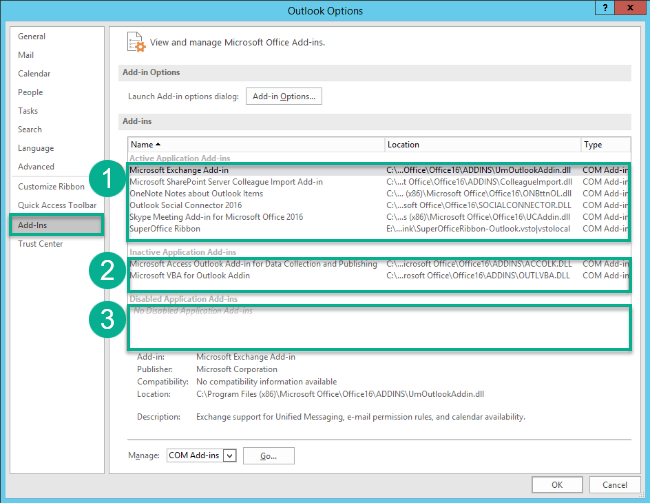 Outlook Options
? x
General
Mail
Calendar
People
Tasks
Search
Language
Advanced
Customize Ribbon
Quick Access Toolbar
Add-Ins
Trust Center
View and manage Microsoft Office Add-ins.
Add-in Options
Launch Add-in options dialog: Add-in Options...
Add-ins
Name Location Type
Active Application Add-ins
1
Microsoft Exchange Add-in C:\...Office\Office16\ADDINS\UmOutlookAddin.dll COM Add-in
Microsoft SharePoint Server Colleague Import Add-in C:\...t Office\Office16\ADDINS\ColleagueImport.dll COM Add-in
OneNote Notes about Outlook Items C:\... (x86)\Microsoft Office\Office16\ONBttnOL.dll COM Add-in
Outlook Social Connector 2016 C:\...oft Office\Office16\SOCIALCONNECTOR.DLL COM Add-in
Skype Meeting Add-in for Microsoft Office 2016 C:\...s (x86)\Microsoft Office\Office16\UCAddin.dll COM Add-in
SuperOffice Ribbon E:\...ink\SuperOfficeRibbon-Outlook.vsto|vstolocal COM Add-in
Inactive Application Add-ins
2
Microsoft Access Outlook Add-in for Data Collection and Publishing C:\...icrosoft Office\Office16\ADDINS\ACCOLK.DLL COM Add-in
Microsoft VBA for Outlook Addin C:\...rosoft Office\Office16\ADDINS\OUTLVBA.DLL COM Add-in
Disabled Application Add-ins
3
No Disabled Application Add-ins
Add-in: Microsoft Exchange Add-in
Publisher: Microsoft Corporation
Compatibility: No compatibility information available
Location: C:\Program Files (x86)\Microsoft Office\Office16\ADDINS\UmOutlookAddin.dll
Description: Exchange support for Unified Messaging, e-mail permission rules, and calendar availability.
Manage: COM Add-ins Go...
OK Cancel